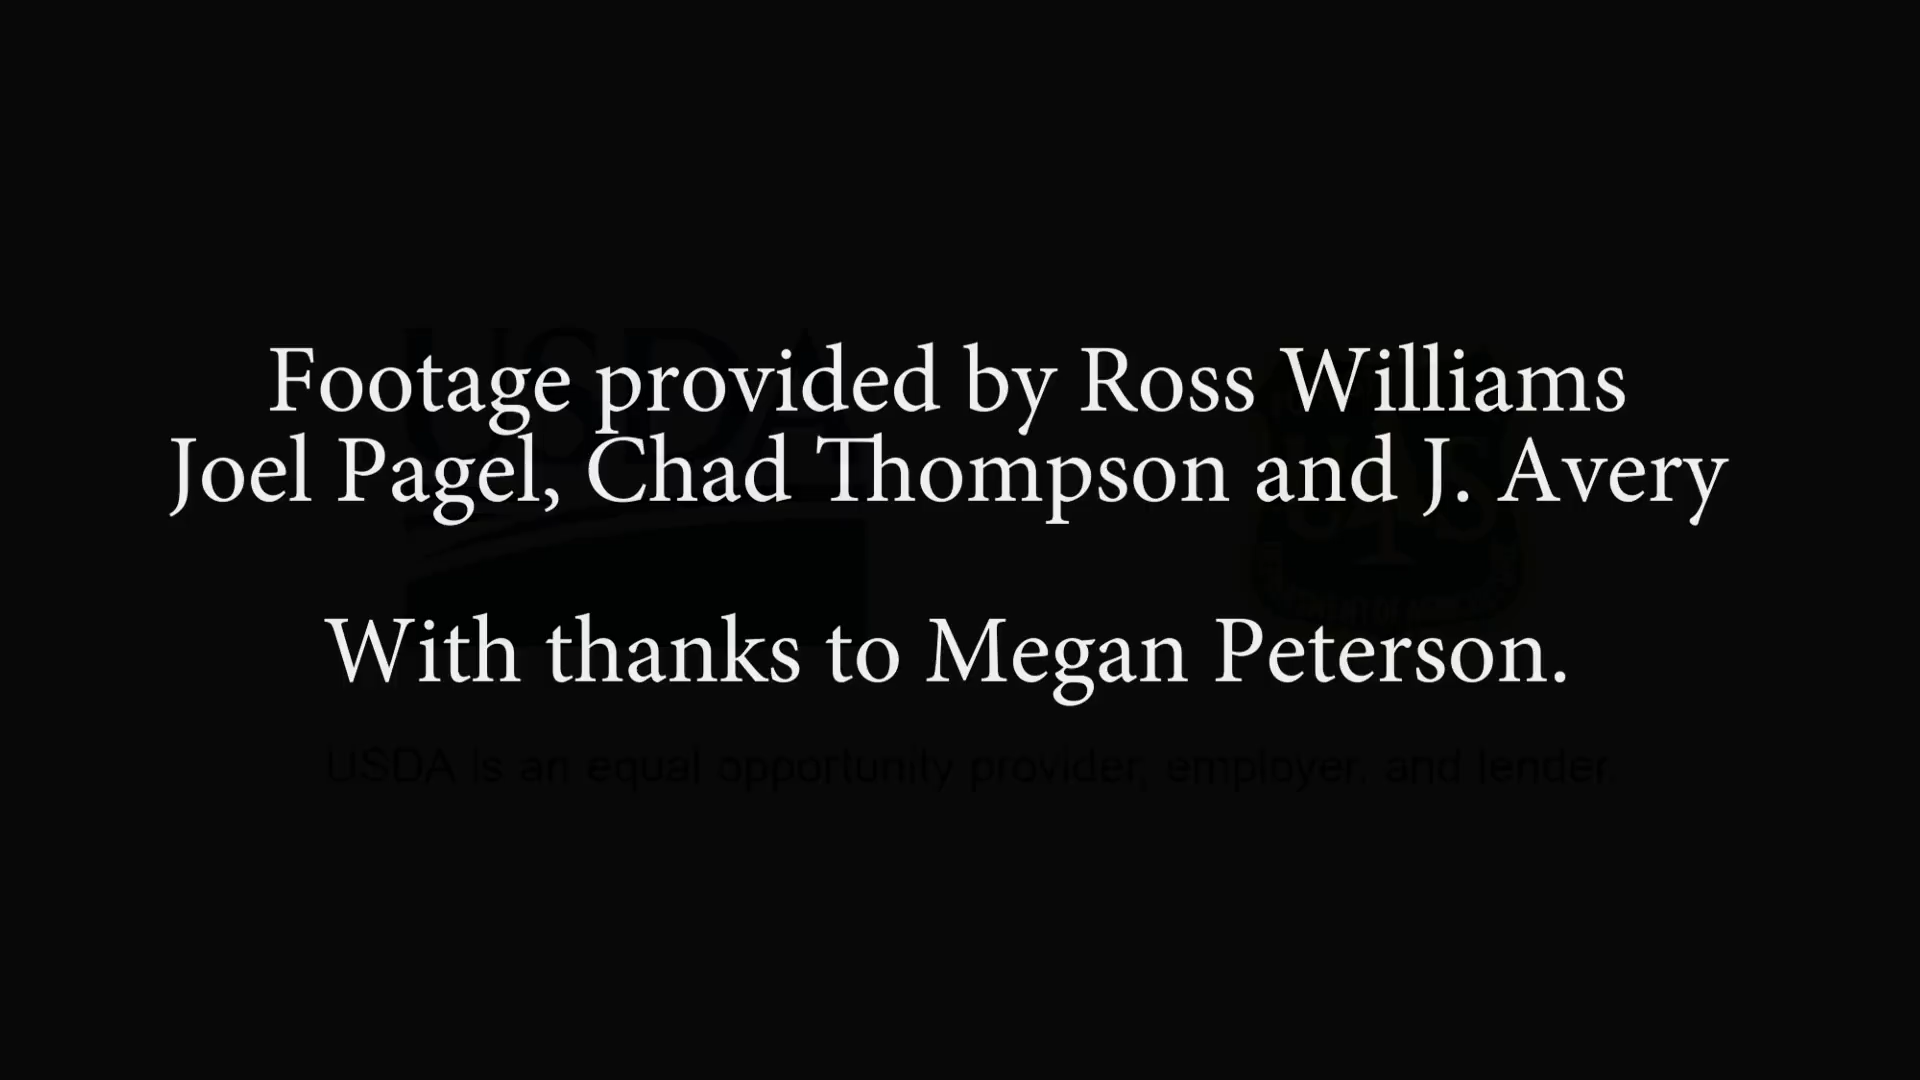 Footage provided by Ross Williams
Joel Pagel, Chad Thompson and J. Avery
With thanks to Megan Peterson.
USDA
U S
USDA is an equal opportunity provider, employer, and lender.